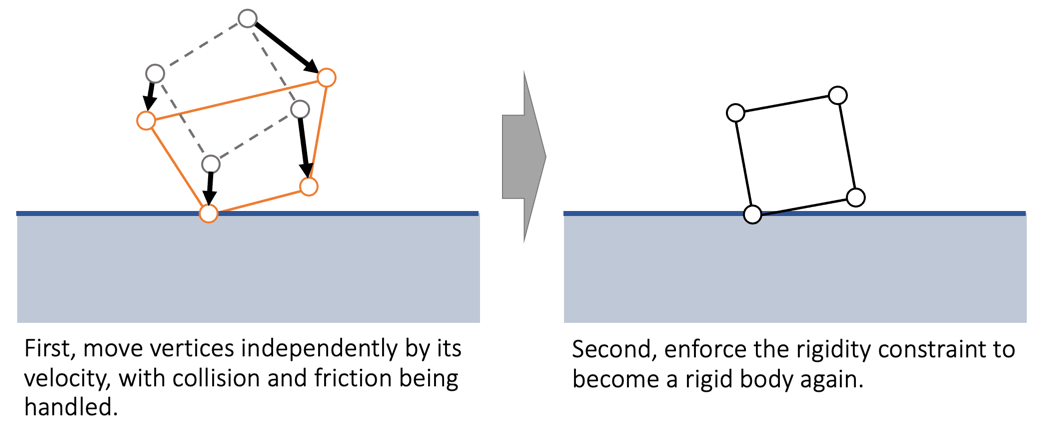 First, move vertices independently by its
velocity, with collision and friction being
handled.
Second, enforce the rigidity constraint to
become a rigid body again.